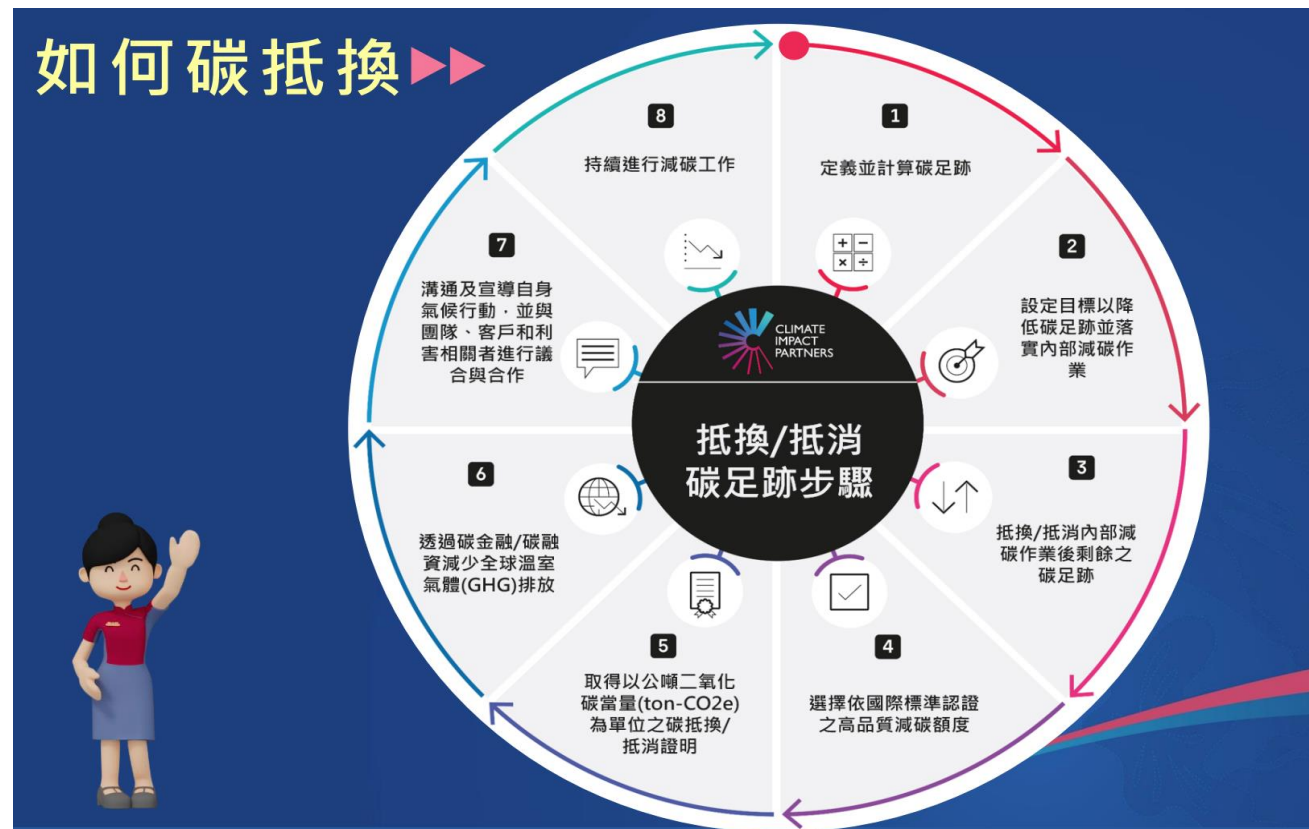 如何碳抵換
8
持續進行減碳工作
1
定義並計算碳足跡
2
設定目標以降
低碳足跡並落
實內部減碳作
業
3
抵換/抵消內部減
碳作業後剩餘之
碳足跡
4
選擇依國際標準認證
之高品質減碳額度
5
取得以公噸二氧化
碳當量(ton-CO2e)
為單位之碳抵換/
抵消證明
6
透過碳金融/碳融
資減少全球溫室
氣體(GHG)排放
7
溝通及宣導自身
氣候行動，並與
團隊、客戶和利
害相關者進行議
合與合作
CLIMATE
IMPACT
PARTNERS
抵換/抵消
碳足跡步驟